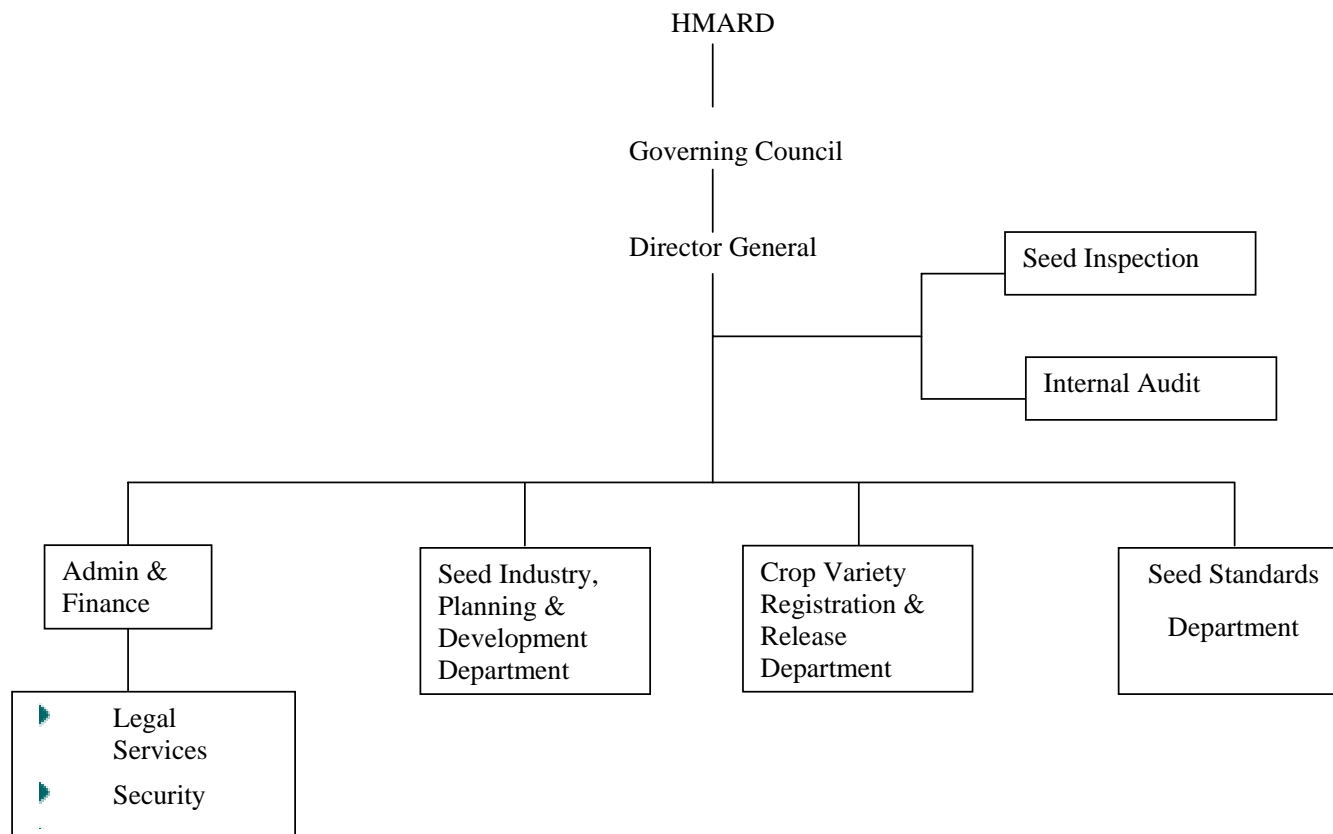 HMARD
Governing Council
Director General
Seed Inspection
Internal Audit
Admin &
Finance
Seed Industry,
Planning &
Development
Department
Crop Variety
Registration &
Release
Department
Seed Standards
Department
Legal
Services
Security